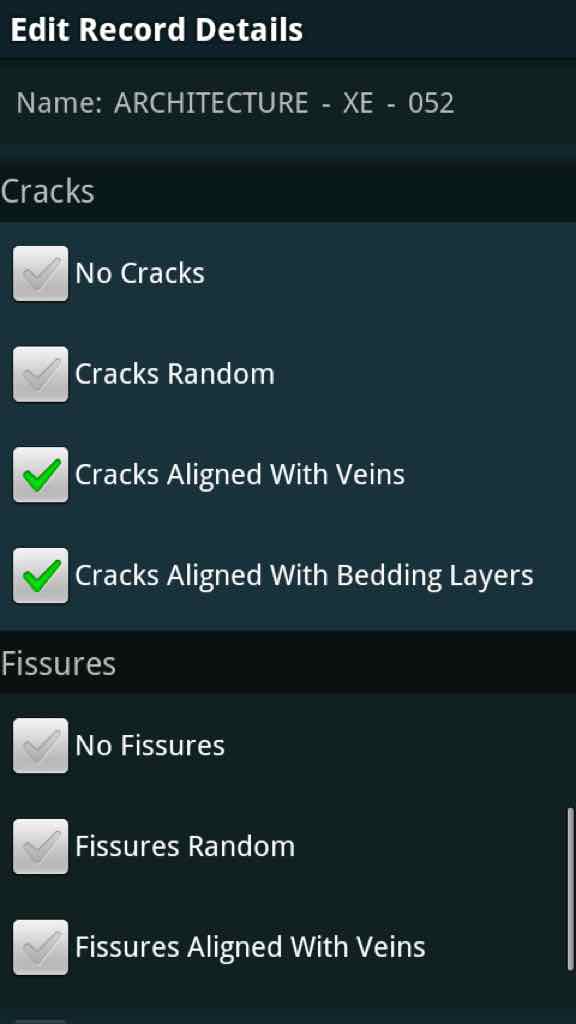 Edit Record Details
Name: ARCHITECTURE - XE - 052
Cracks
No Cracks
Cracks Random
Cracks Aligned With Veins
Cracks Aligned With Bedding Layers
Fissures
No Fissures
Fissures Random
Fissures Aligned With Veins